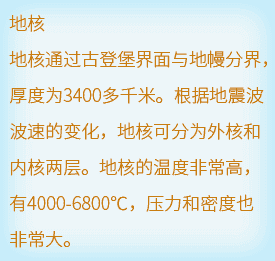 地核
地核通过古登堡界面与地幔分界，
厚度为3400多千米。根据地震波
波速的变化，地核可分为外核和
内核两层。地核的温度非常高，
有4000-6800℃，压力和密度也
非常大。